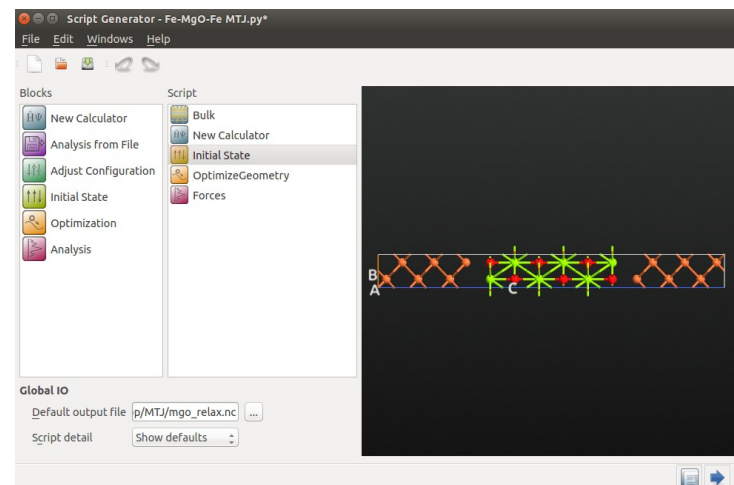 Script Generator - Fe-MgO-Fe MTJ.py*
File Edit Windows Help
Blocks
Script
New Calculator
Analysis from File
Adjust Configuration
Initial State
Optimization
Analysis
Bulk
New Calculator
Initial State
OptimizeGeometry
Forces
B
A
C
Global IO
Default output file p/MTJ/mgo_relax.nc ...
Script detail Show defaults